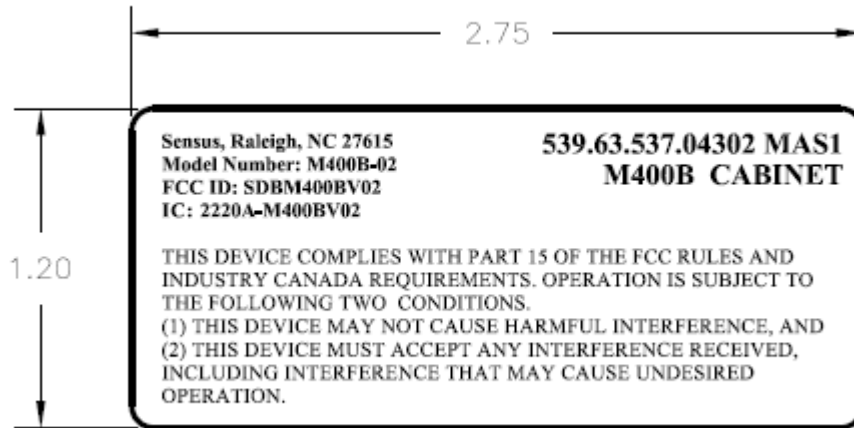 2.75
Sensus, Raleigh, NC 27615
Model Number: M400B-02
FCC ID: SDBM400BV02
IC: 2220A-M400BV02
539.63.537.04302 MAS1
M400B CABINET
1.20
THIS DEVICE COMPLIES WITH PART 15 OF THE FCC RULES AND
INDUSTRY CANADA REQUIREMENTS. OPERATION IS SUBJECT TO
THE FOLLOWING TWO CONDITIONS.
(1) THIS DEVICE MAY NOT CAUSE HARMFUL INTERFERENCE, AND
(2) THIS DEVICE MUST ACCEPT ANY INTERFERENCE RECEIVED,
INCLUDING INTERFERENCE THAT MAY CAUSE UNDESIRED
OPERATION.